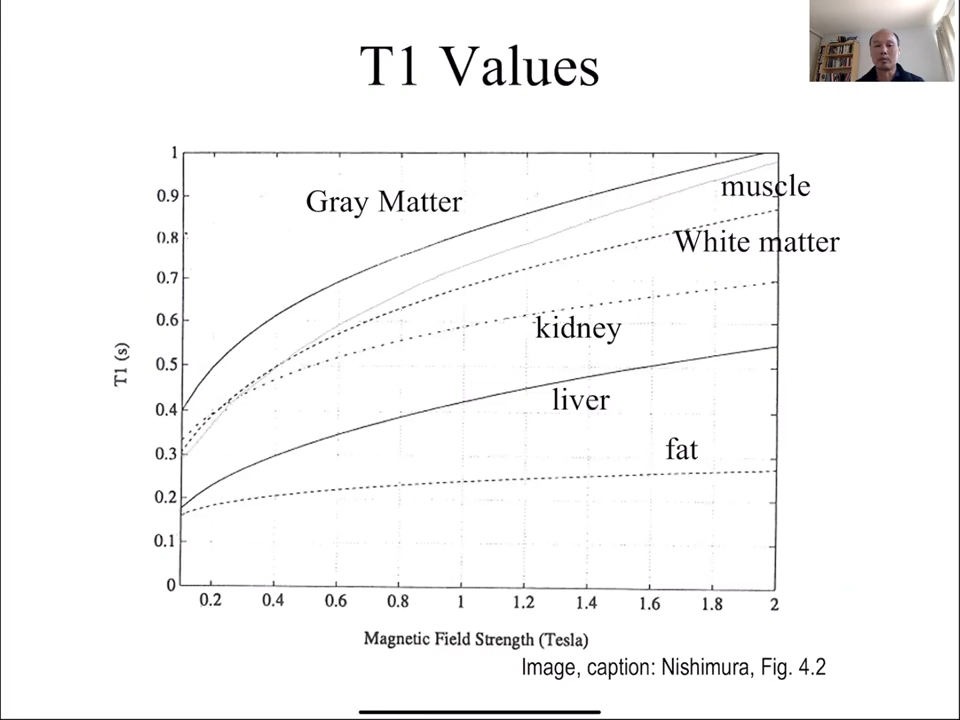 T1 Values
1
0.9
0.8
0.7
0.6
0.5
0.4
0.3
0.2
0.1
0
T1 (s)
Gray Matter
muscle
White matter
kidney
liver
fat
0.2 0.4 0.6 0.8 1 1.2 1.4 1.6 1.8 2
Magnetic Field Strength (Tesla)
Image, caption: Nishimura, Fig. 4.2